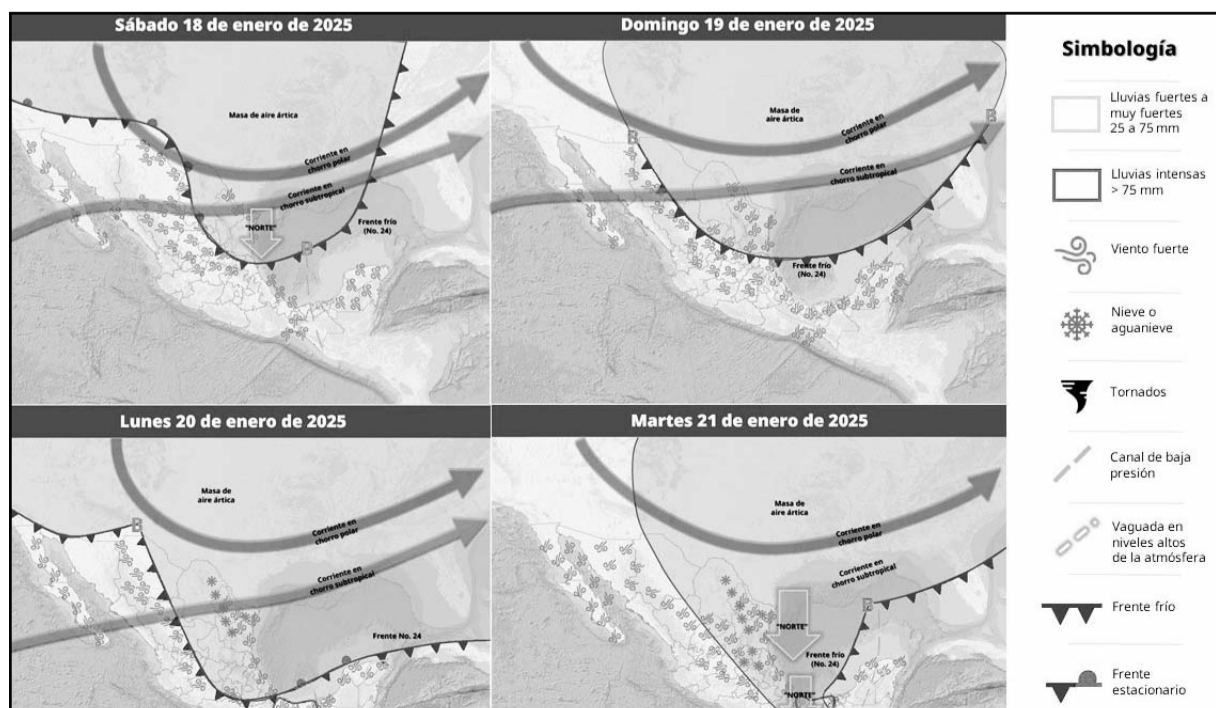 Sábado 18 de enero de 2025
Masa de aire ártica
Corriente en
chorro polar
Corriente en
chorro subtropical
"NORTE"
Frente frío
(No. 24)
B
Domingo 19 de enero de 2025
Masa de
aire ártica
Corriente en
chorro polar
Corriente en
chorro subtropical
Frente frío
(No. 24)
B
B
Lunes 20 de enero de 2025
Masa de
aire ártica
Corriente en
chorro polar
Corriente en
chorro subtropical
Frente No. 24
B
Martes 21 de enero de 2025
Masa de
aire ártica
Corriente en
chorro polar
Corriente en
chorro subtropical
B
"NORTE"
Frente frío
(No. 24)
"NORTE"
Simbología
Lluvias fuertes a
muy fuertes
25 a 75 mm
Lluvias intensas
> 75 mm
Viento fuerte
Nieve o
aguanieve
Tornados
Canal de baja
presión
Vaguada en
niveles altos
de la atmósfera
Frente frío
Frente
estacionario